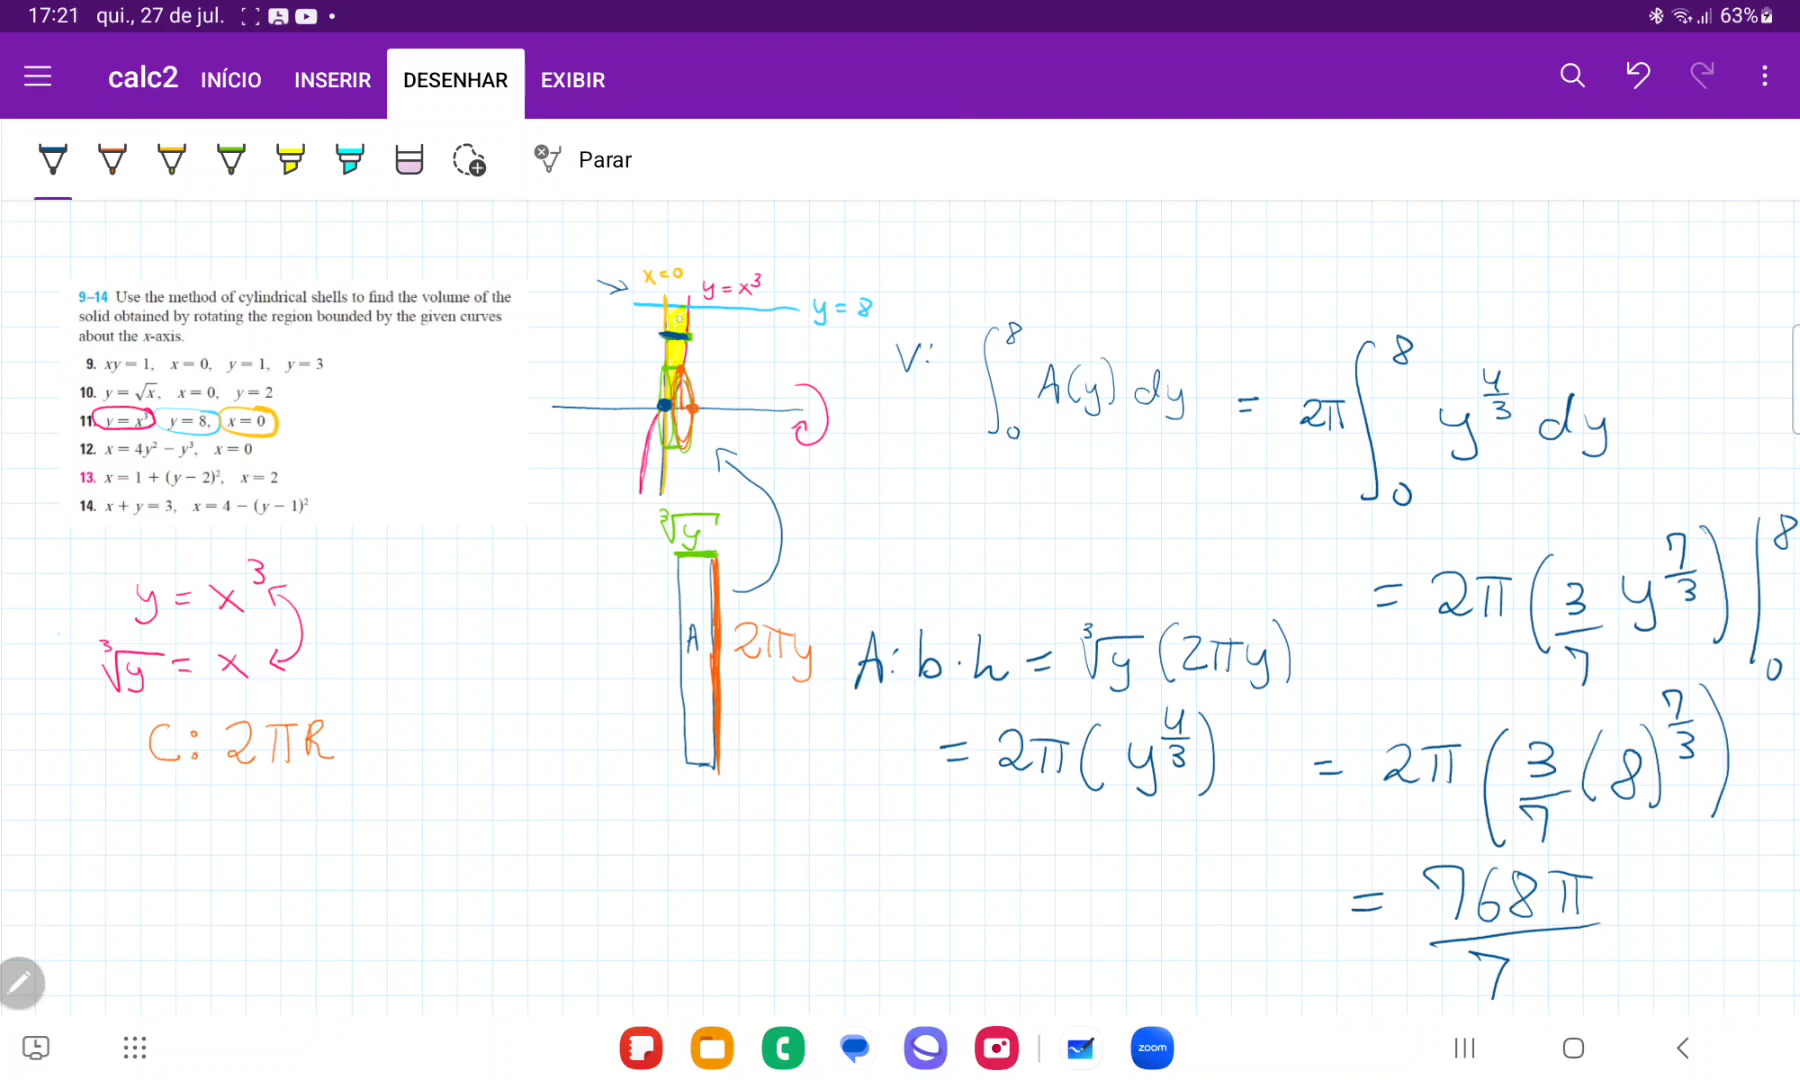 17:21 qui., 27 de jul. 63%
calc2 INÍCIO INSERIR DESENHAR EXIBIR
Parar
9–14 Use the method of cylindrical shells to find the volume of the
solid obtained by rotating the region bounded by the given curves
about the x-axis.
9. xy = 1, x = 0, y = 1, y = 3
10. y = √x, x = 0, y = 2
11. y = x³ y = 8, x = 0
12. x = 4y² − y³, x = 0
13. x = 1 + (y − 2)², x = 2
14. x + y = 3, x = 4 − (y − 1)²
x=0
y = x³
y = 8
y = x³
∛y = x
C: 2πR
∛y
A
2πy
V: ∫₀⁸ A(y) dy = 2π ∫₀⁸ y^(4/3) dy
= 2π (3/7 y^(7/3)) |₀⁸
A: b·h = ∛y (2πy)
= 2π (y^(4/3))
= 2π (3/7 (8)^(7/3))
= 768π/7
zoom